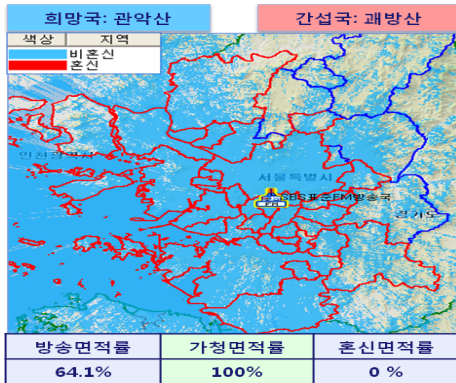 희망국: 관악산
간섭국: 괘방산
색상 지역
비혼신
혼신
인천광역시
서울특별시
SBS표준FM방송국
경기도
방송면적률 가청면적률 혼신면적률
64.1% 100% 0 %